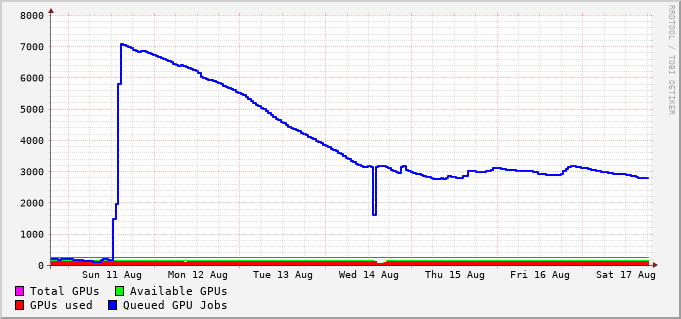 8000
7000
6000
5000
4000
3000
2000
1000
0
Sun 11 Aug Mon 12 Aug Tue 13 Aug Wed 14 Aug Thu 15 Aug Fri 16 Aug Sat 17 Aug
Total GPUs Available GPUs
GPUs used Queued GPU Jobs
RRDTOOL / TOBI OETIKER